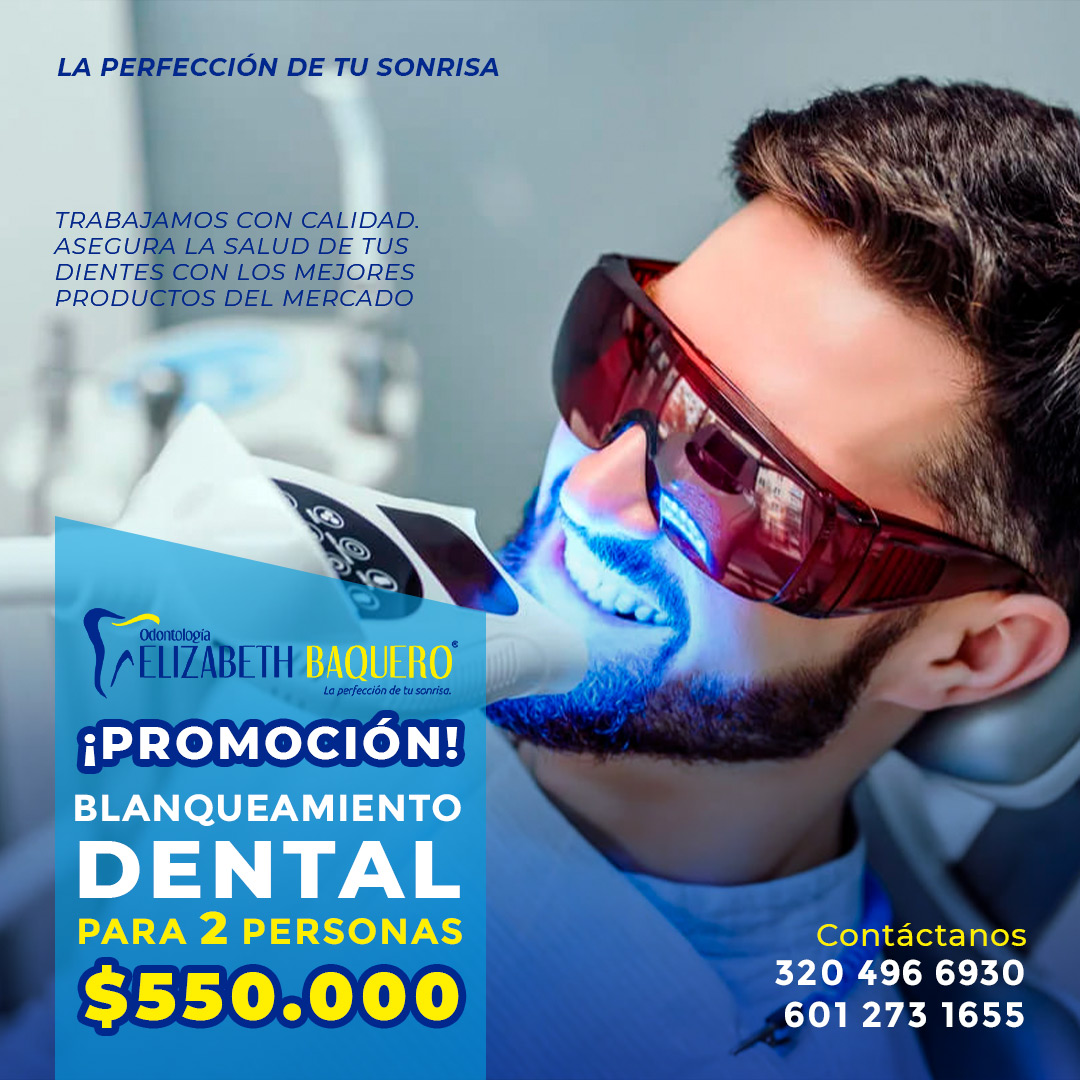 LA PERFECCIÓN DE TU SONRISA
TRABAJAMOS CON CALIDAD.
ASEGURA LA SALUD DE TUS
DIENTES CON LOS MEJORES
PRODUCTOS DEL MERCADO
Odontología
ELIZABETH BAQUERO®
La perfección de tu sonrisa.
¡PROMOCIÓN!
BLANQUEAMIENTO
DENTAL
PARA 2 PERSONAS
$550.000
Contáctanos
320 496 6930
601 273 1655